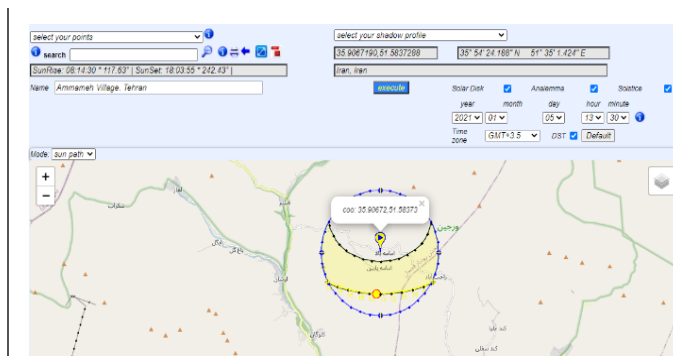 select your points
select your shadow profile
search
35.9067190,51.5837288
35° 54' 24.188" N 51° 35' 1.424" E
SunRise: 08:14:30 * 117.63° | SunSet: 18:03:55 * 242.43° |
Iran, Iran
Name Ammameh Village, Tehran
execute
Solar Disk Analemma Solstice
year month day hour minute
2021 01 05 13 30
Time zone GMT+3.5 DST Default
Mode: sun path
+
−
coo: 35.90672,51.58373
×
ورجین
امامه پائین